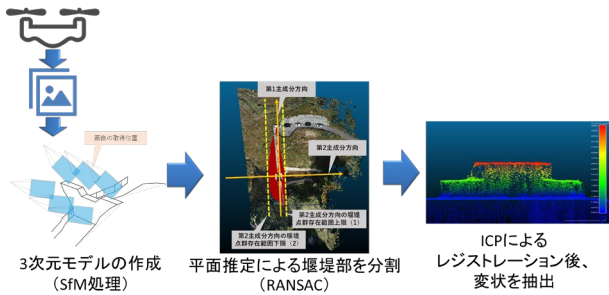 画像の取得位置
3次元モデルの作成
(SfM処理)
第1主成分方向
第2主成分方向
第2主成分方向の堰堤
点群存在範囲上限(1)
第2主成分方向の堰堤
点群存在範囲下限(2)
平面推定による堰堤部を分割
(RANSAC)
ICPによる
レジストレーション後、
変状を抽出